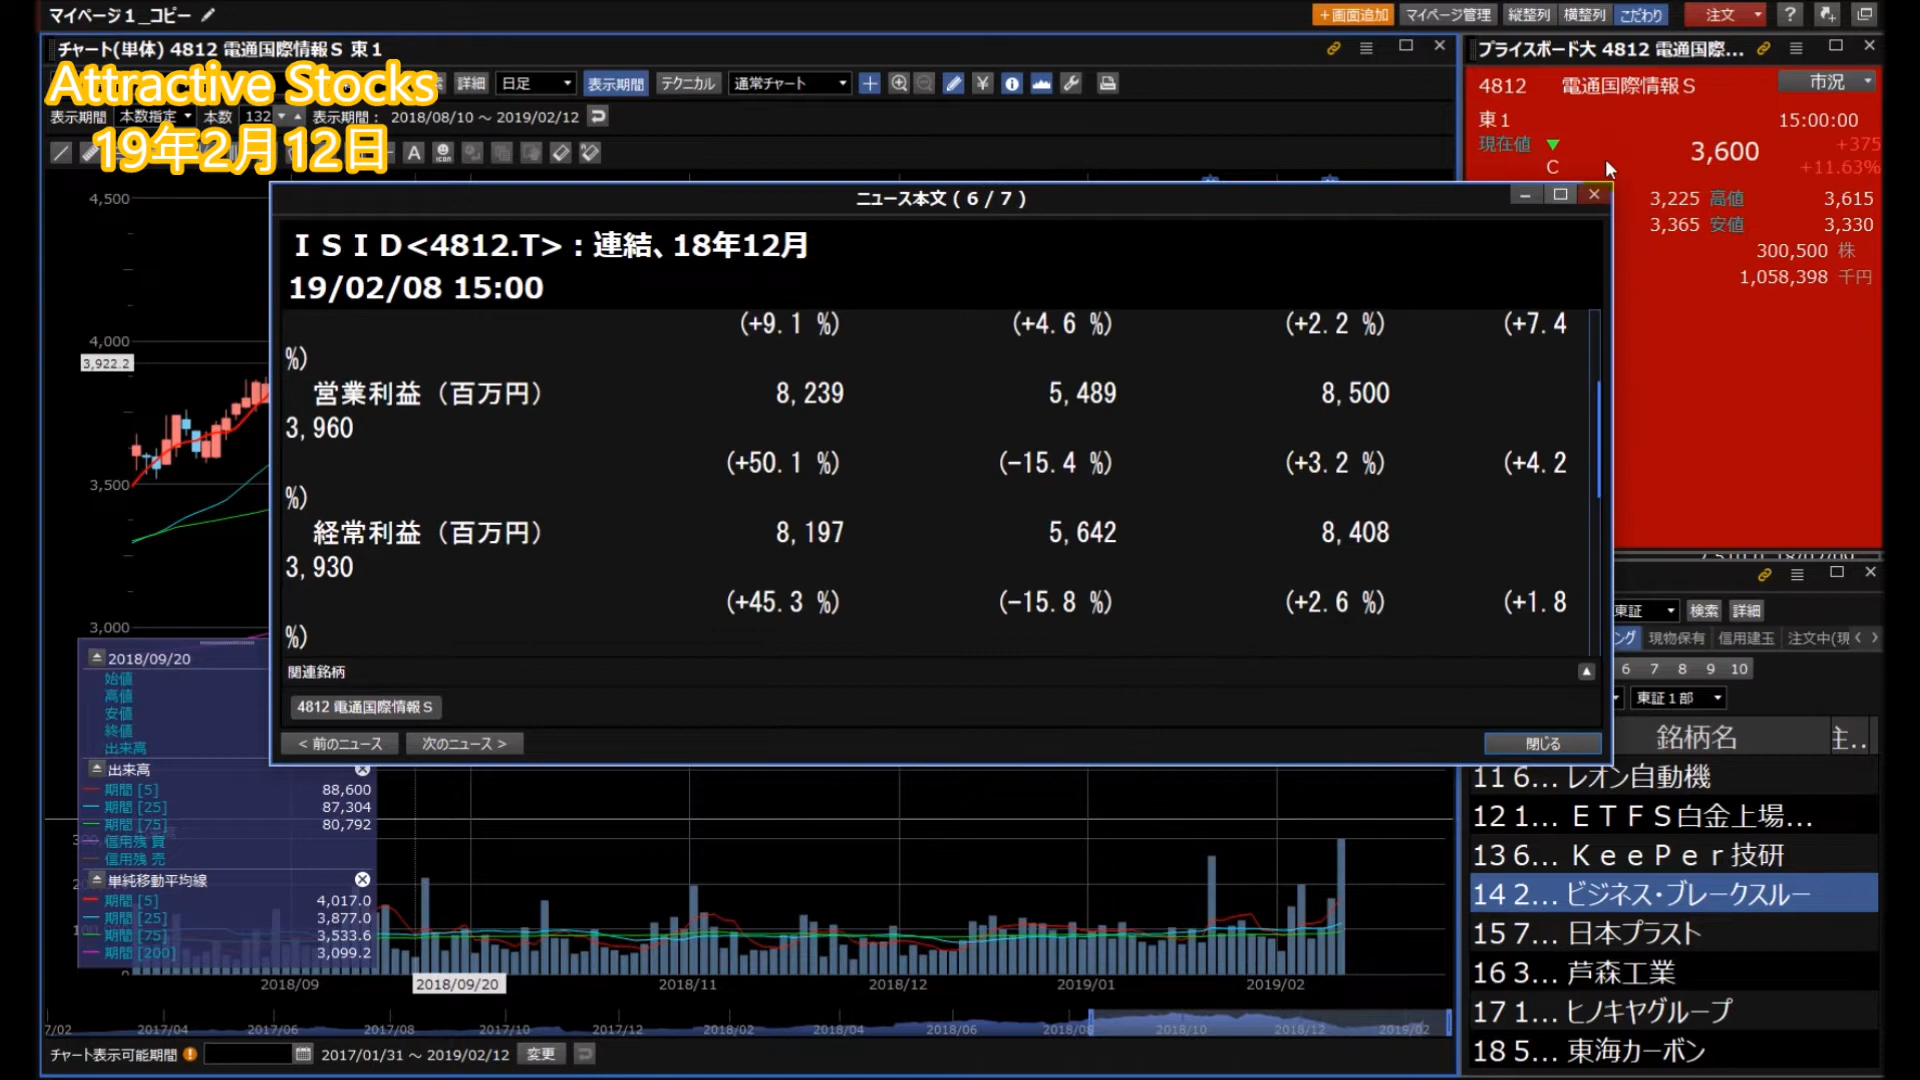 マイページ１_コピー
＋画面追加 マイページ管理 縦整列 横整列 こだわり 注文 ?
チャート(単体) 4812 電通国際情報Ｓ 東１
Attractive Stocks
詳細 日足 表示期間 テクニカル 通常チャート ¥
表示期間 本数指定 本数 132 表示期間： 2018/08/10 ～ 2019/02/12
19年2月12日
A
プライスボード大 4812 電通国際...
4812 電通国際情報Ｓ 市況
東１ 15:00:00
現在値 3,600 +375
C +11.63%
3,225 高値 3,615
3,365 安値 3,330
300,500 株
1,058,398 千円
4,500
4,000
3,922.2
3,500
3,000
ニュース本文 ( 6 / 7 )
ＩＳＩＤ<4812.T>：連結、18年12月
19/02/08 15:00
(+9.1 %) (+4.6 %) (+2.2 %) (+7.4
%)
営業利益（百万円） 8,239 5,489 8,500
3,960
(+50.1 %) (-15.4 %) (+3.2 %) (+4.2
%)
経常利益（百万円） 8,197 5,642 8,408
3,930
(+45.3 %) (-15.8 %) (+2.6 %) (+1.8
%)
関連銘柄
4812 電通国際情報Ｓ
< 前のニュース 次のニュース > 閉じる
2018/09/20
始値
高値
安値
終値
出来高
出来高
期間 [5] 88,600
期間 [25] 87,304
期間 [75] 80,792
信用残 買
信用残 売
単純移動平均線
期間 [5] 4,017.0
期間 [25] 3,877.0
期間 [75] 3,533.6
期間 [200] 3,099.2
0
2018/09 2018/09/20 2018/11 2018/12 2019/01 2019/02
7/02 2017/04 2017/06 2017/08 2017/10 2017/12 2018/02 2018/04 2018/06 2018/08 2018/10 2018/12 2019/02
チャート表示可能期間 2017/01/31 ～ 2019/02/12 変更
東証 検索 詳細
ング 現物保有 信用建玉 注文中(現
6 7 8 9 10
東証１部
銘柄名 主..
11 6... レオン自動機
12 1... ＥＴＦＳ白金上場...
13 6... ＫｅｅＰｅｒ技研
14 2... ビジネス・ブレークスルー
15 7... 日本プラスト
16 3... 芦森工業
17 1... ヒノキヤグループ
18 5... 東海カーボン